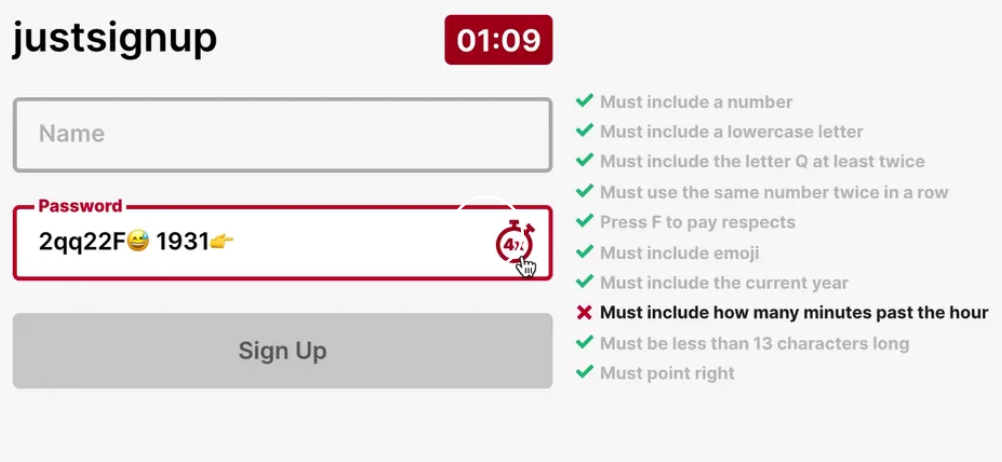 justsignup
01:09
Name
Password
2qq22F😅 1931👉
4x
Sign Up
Must include a number
Must include a lowercase letter
Must include the letter Q at least twice
Must use the same number twice in a row
Press F to pay respects
Must include emoji
Must include the current year
Must include how many minutes past the hour
Must be less than 13 characters long
Must point right